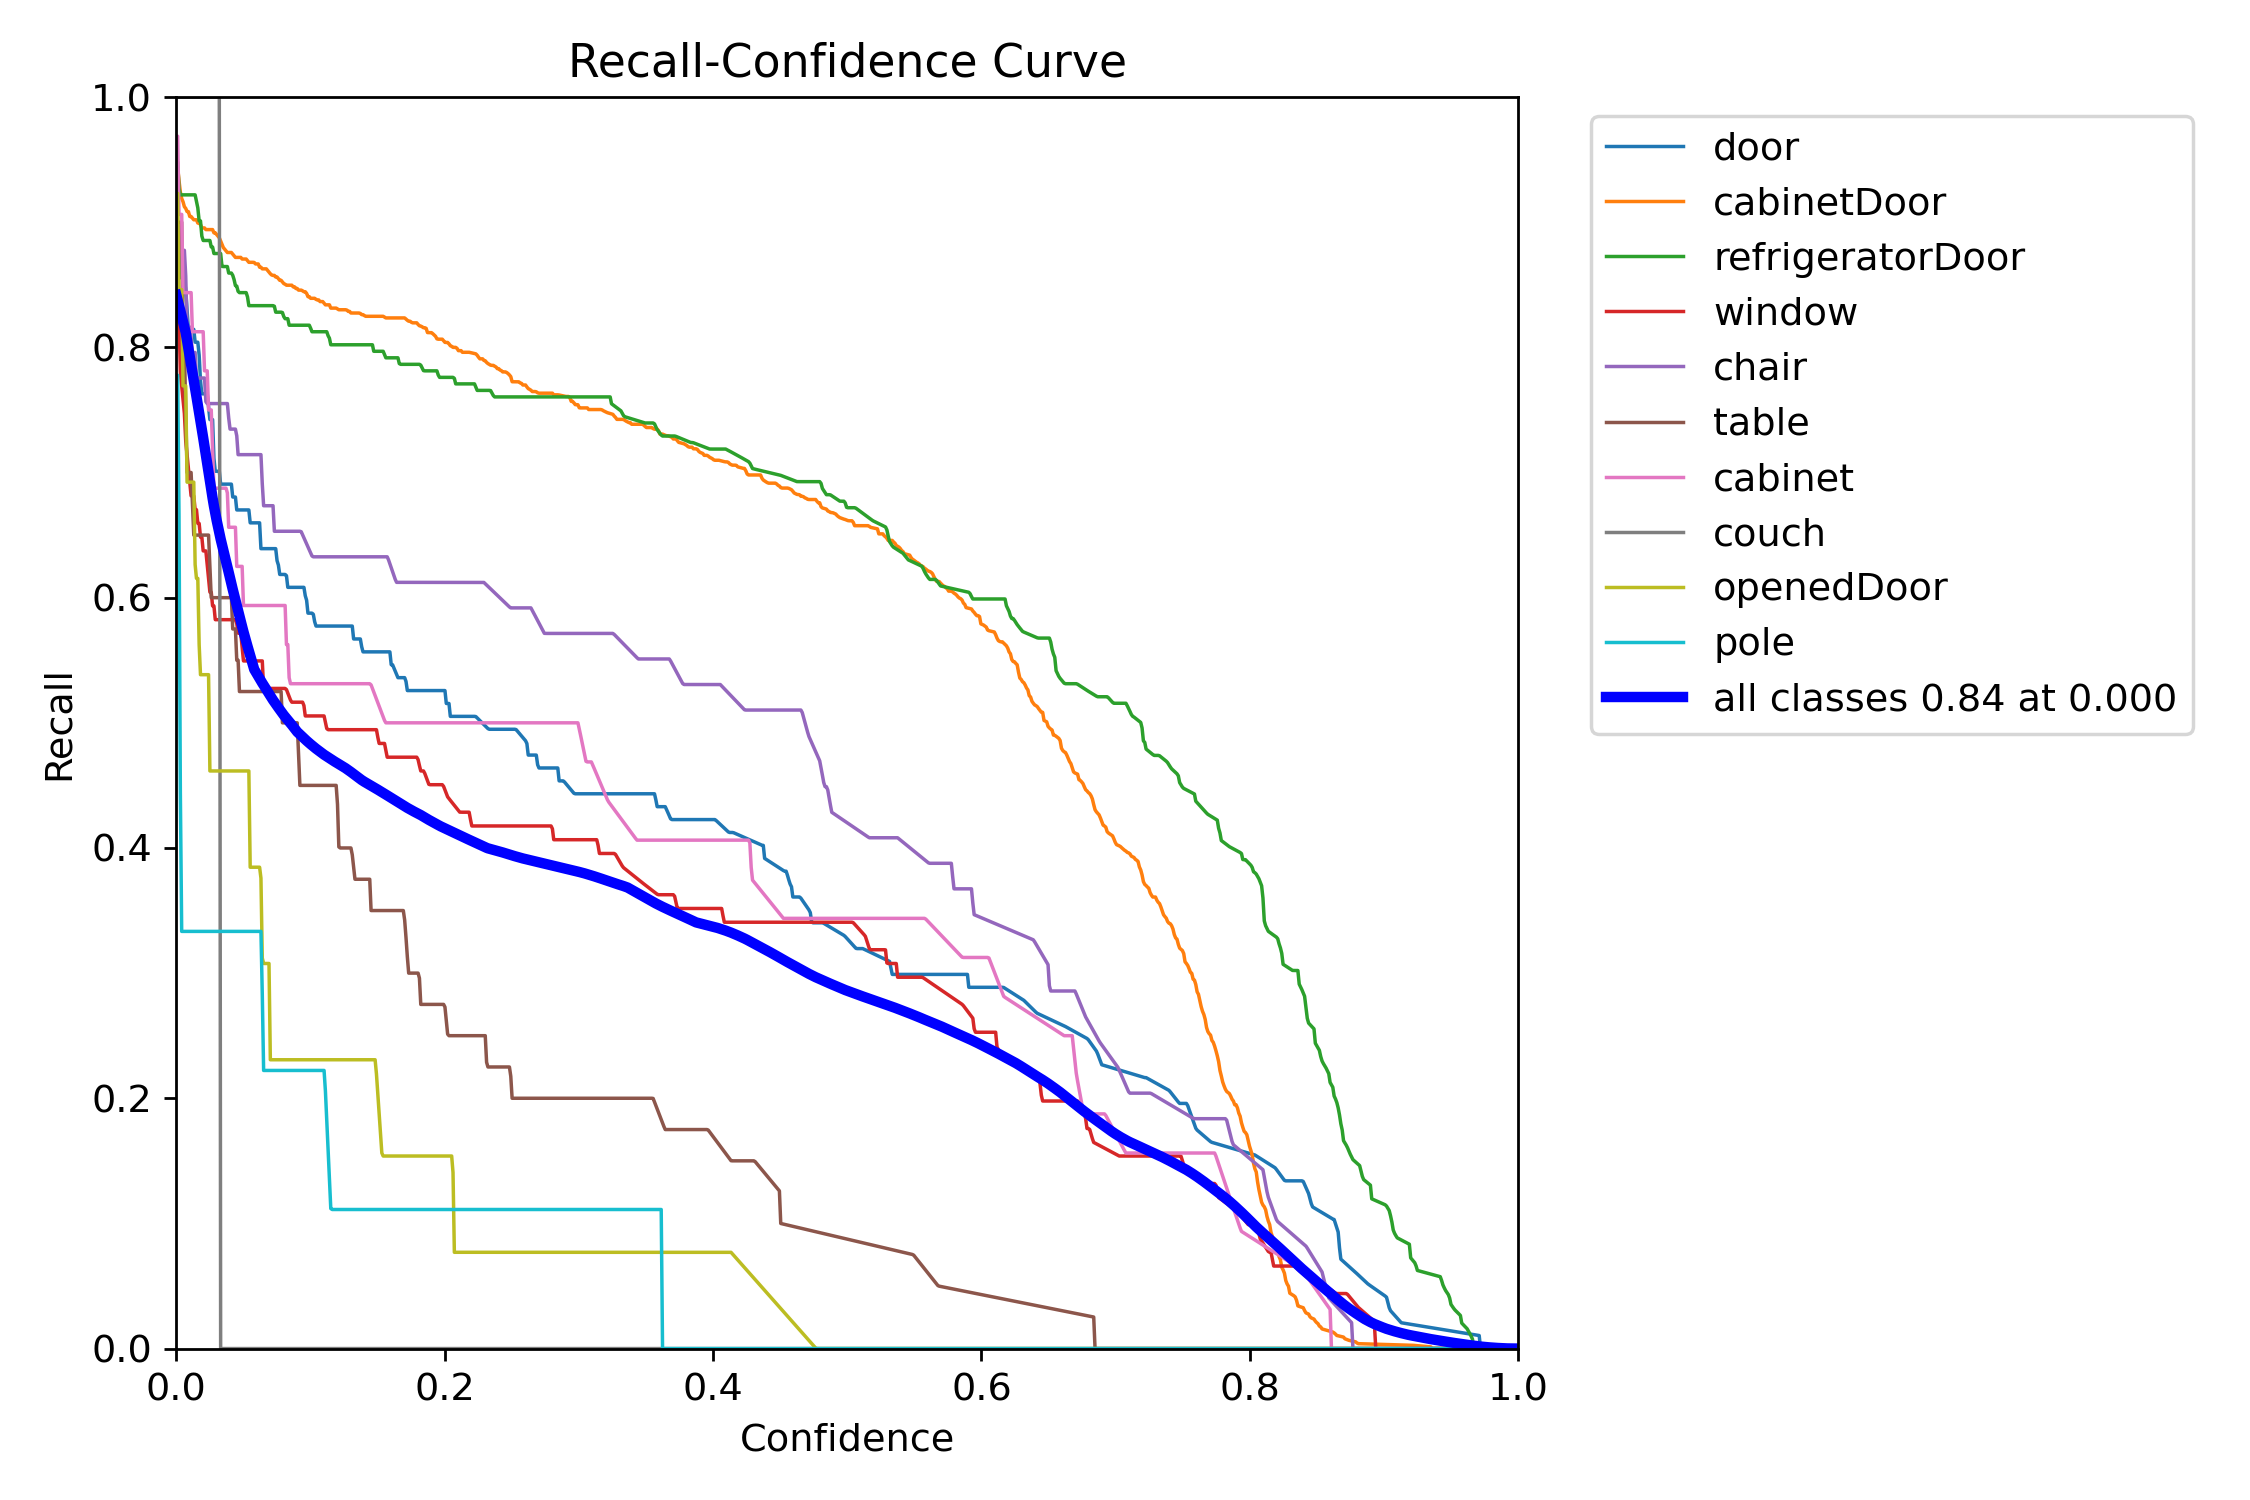 Recall-Confidence Curve
1.0
0.8
0.6
0.4
0.2
0.0
Recall
0.0 0.2 0.4 0.6 0.8 1.0
Confidence
door
cabinetDoor
refrigeratorDoor
window
chair
table
cabinet
couch
openedDoor
pole
all classes 0.84 at 0.000